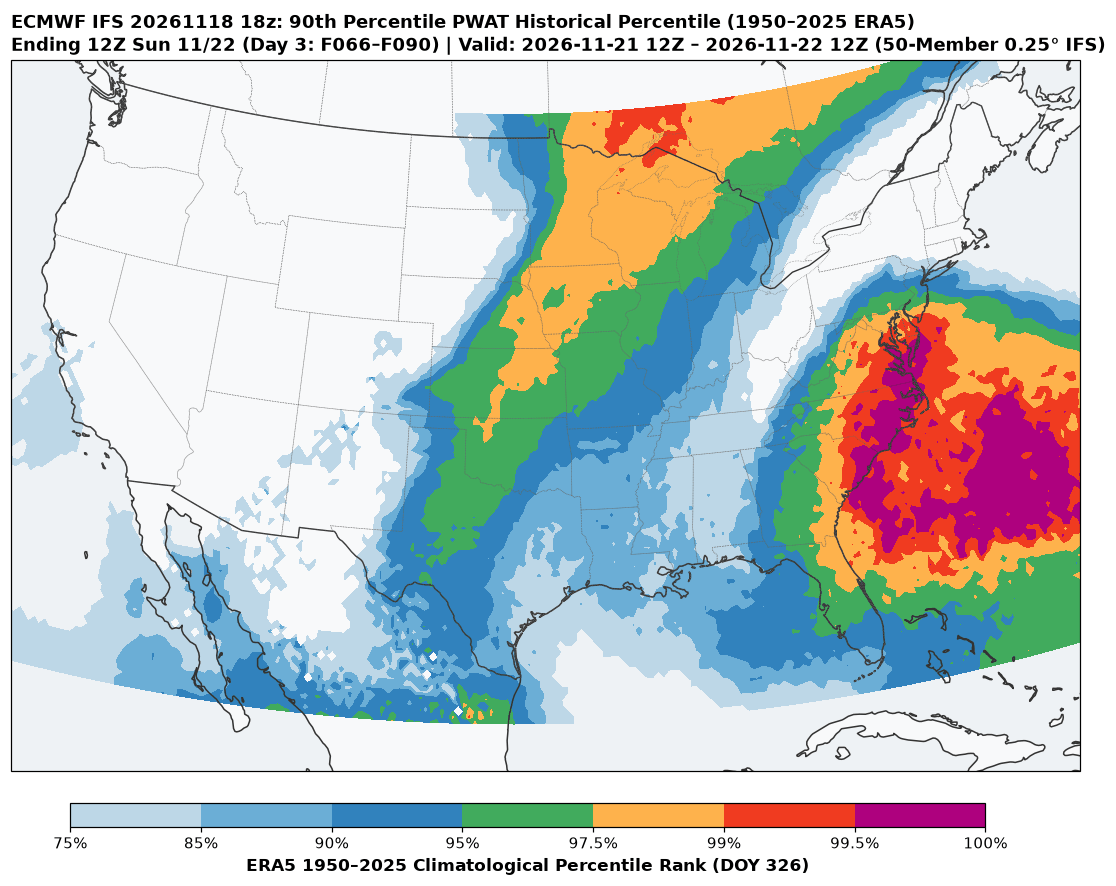 ECMWF IFS 20261118 18z: 90th Percentile PWAT Historical Percentile (1950–2025 ERA5)
Ending 12Z Sun 11/22 (Day 3: F066–F090) | Valid: 2026-11-21 12Z – 2026-11-22 12Z (50-Member 0.25° IFS)
75% 85% 90% 95% 97.5% 99% 99.5% 100%
ERA5 1950–2025 Climatological Percentile Rank (DOY 326)